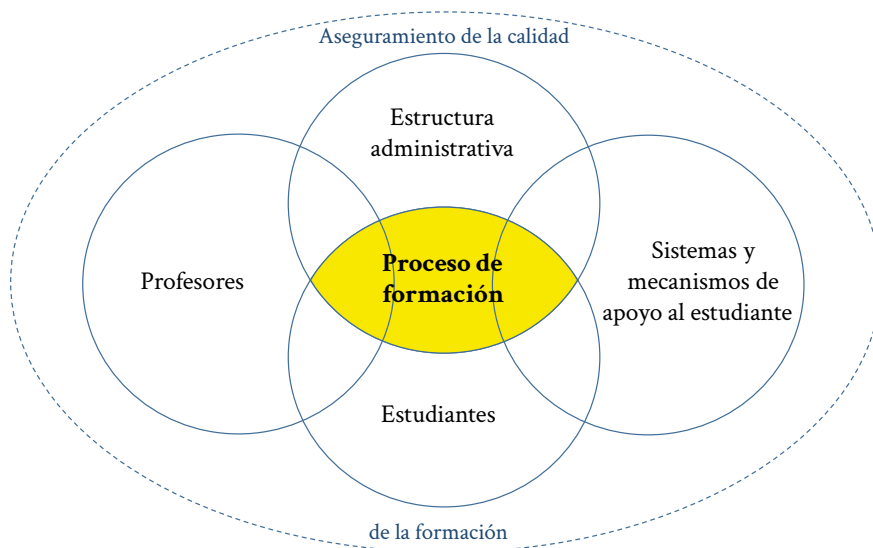 Aseguramiento de la calidad
Estructura
administrativa
Profesores
Proceso de
formación
Sistemas y
mecanismos de
apoyo al estudiante
Estudiantes
de la formación